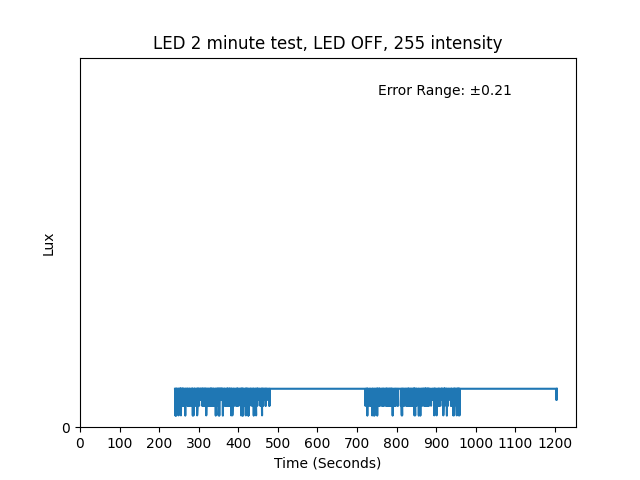 LED 2 minute test, LED OFF, 255 intensity
Error Range: ±0.21
Lux
0
0 100 200 300 400 500 600 700 800 900 1000 1100 1200
Time (Seconds)